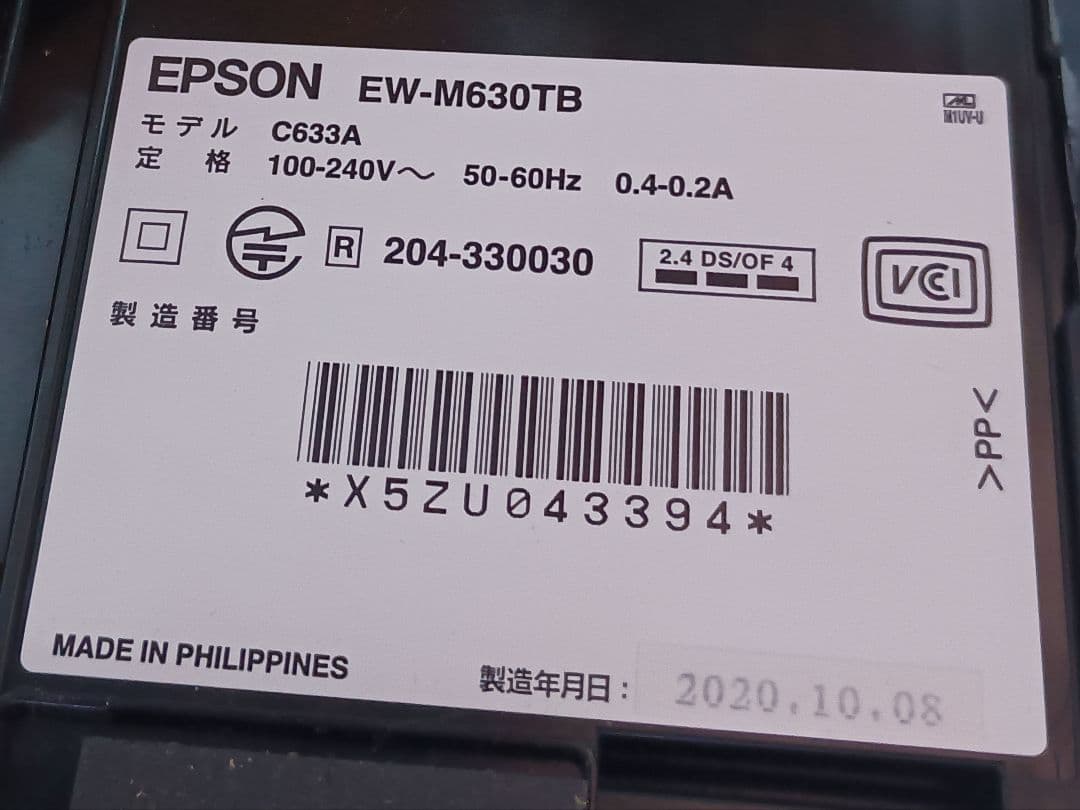 EPSON EW-M630TB
モデル C633A
定格 100-240V～ 50-60Hz 0.4-0.2A
R 204-330030
2.4 DS/OF 4
VCCI
製造番号
*X5ZU043394*
>PP<
MADE IN PHILIPPINES
製造年月日： 2020.10.08